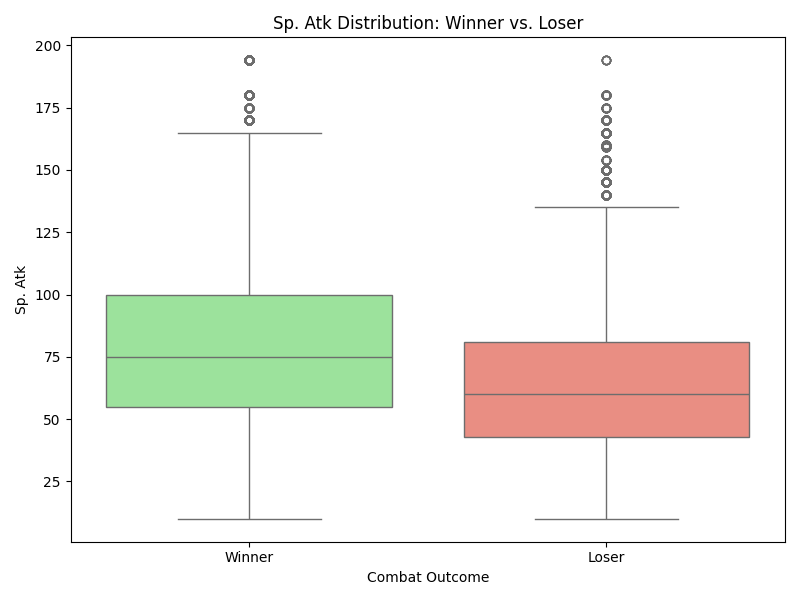 Sp. Atk Distribution: Winner vs. Loser
200
175
150
125
100
75
50
25
Sp. Atk
Winner
Loser
Combat Outcome